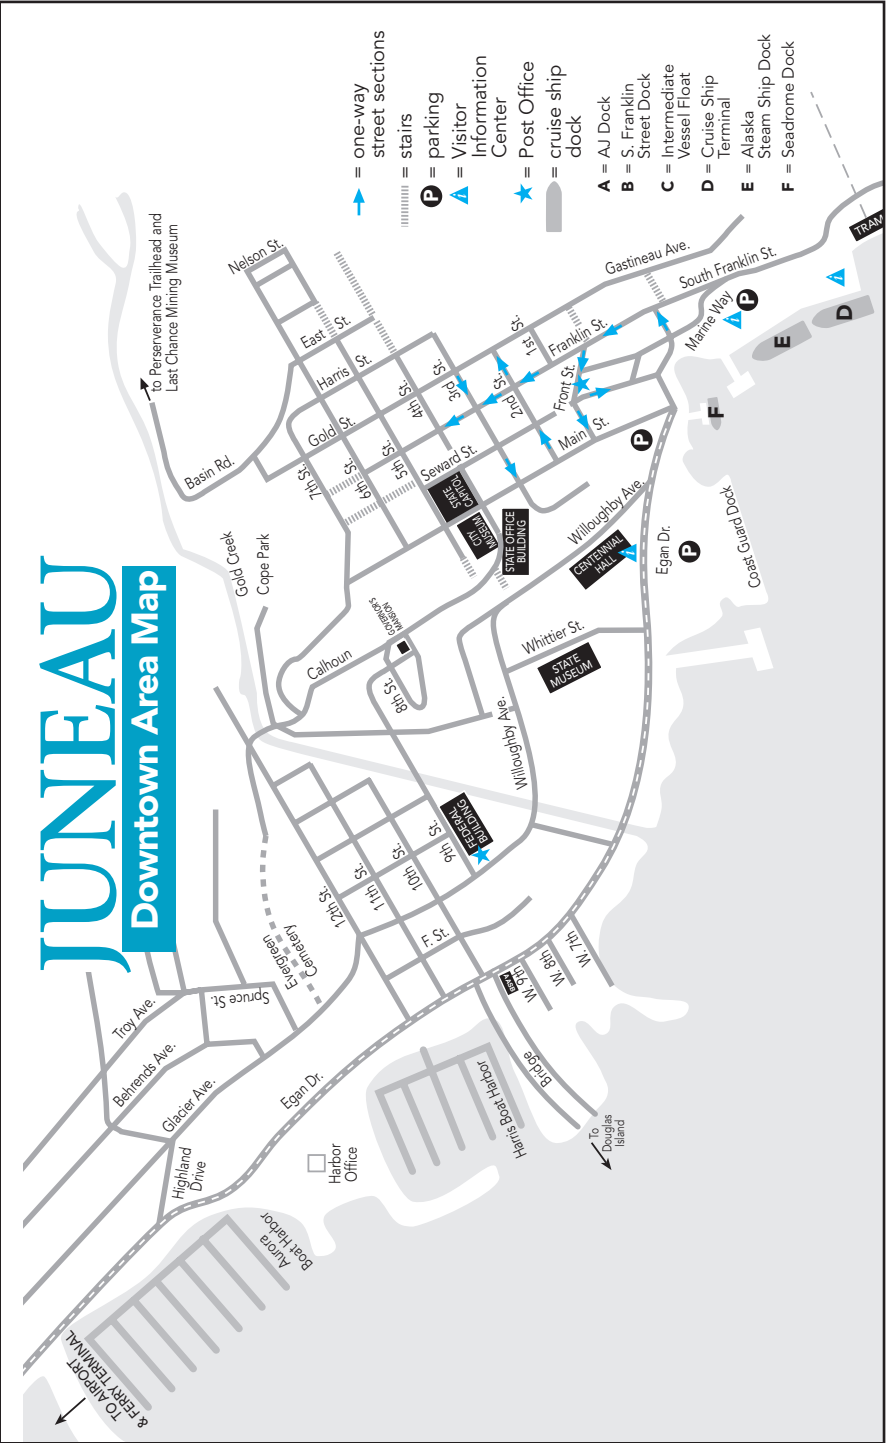 JUNEAU
Downtown Area Map
= one-way
street sections
= stairs
P = parking
i = Visitor
Information
Center
= Post Office
= cruise ship
dock
A = AJ Dock
B = S. Franklin
Street Dock
C = Intermediate
Vessel Float
D = Cruise Ship
Terminal
E = Alaska
Steam Ship Dock
F = Seadrome Dock
to Perserverance Trailhead and
Last Chance Mining Museum
Nelson St.
East St.
Harris St.
Gold St.
Basin Rd.
7th St.
6th St.
5th St.
4th St.
3rd St.
2nd St.
1st St.
Seward St.
Franklin St.
Front St.
Main St.
Gastineau Ave.
South Franklin St.
Marine Way
TRAM
P
i
i
D
E
F
P
STATE
CAPITOL
CITY
MUSEUM
STATE OFFICE
BUILDING
Willoughby Ave.
CENTENNIAL
HALL
i
Egan Dr.
P
Coast Guard Dock
Gold Creek
Cope Park
Calhoun
GOVERNOR'S
MANSION
8th St.
Whittier St.
STATE
MUSEUM
Willoughby Ave.
FEDERAL
BUILDING
9th St.
10th St.
11th St.
12th St.
F. St.
Evergreen
Cemetery
Spruce St.
Troy Ave.
Behrends Ave.
Glacier Ave.
Highland
Drive
Egan Dr.
AASB
W. 9th
W. 8th
W. 7th
Bridge
To
Douglas
Island
Harris Boat Harbor
Harbor
Office
Aurora
Boat Harbor
TO AIRPORT
& FERRY TERMINAL